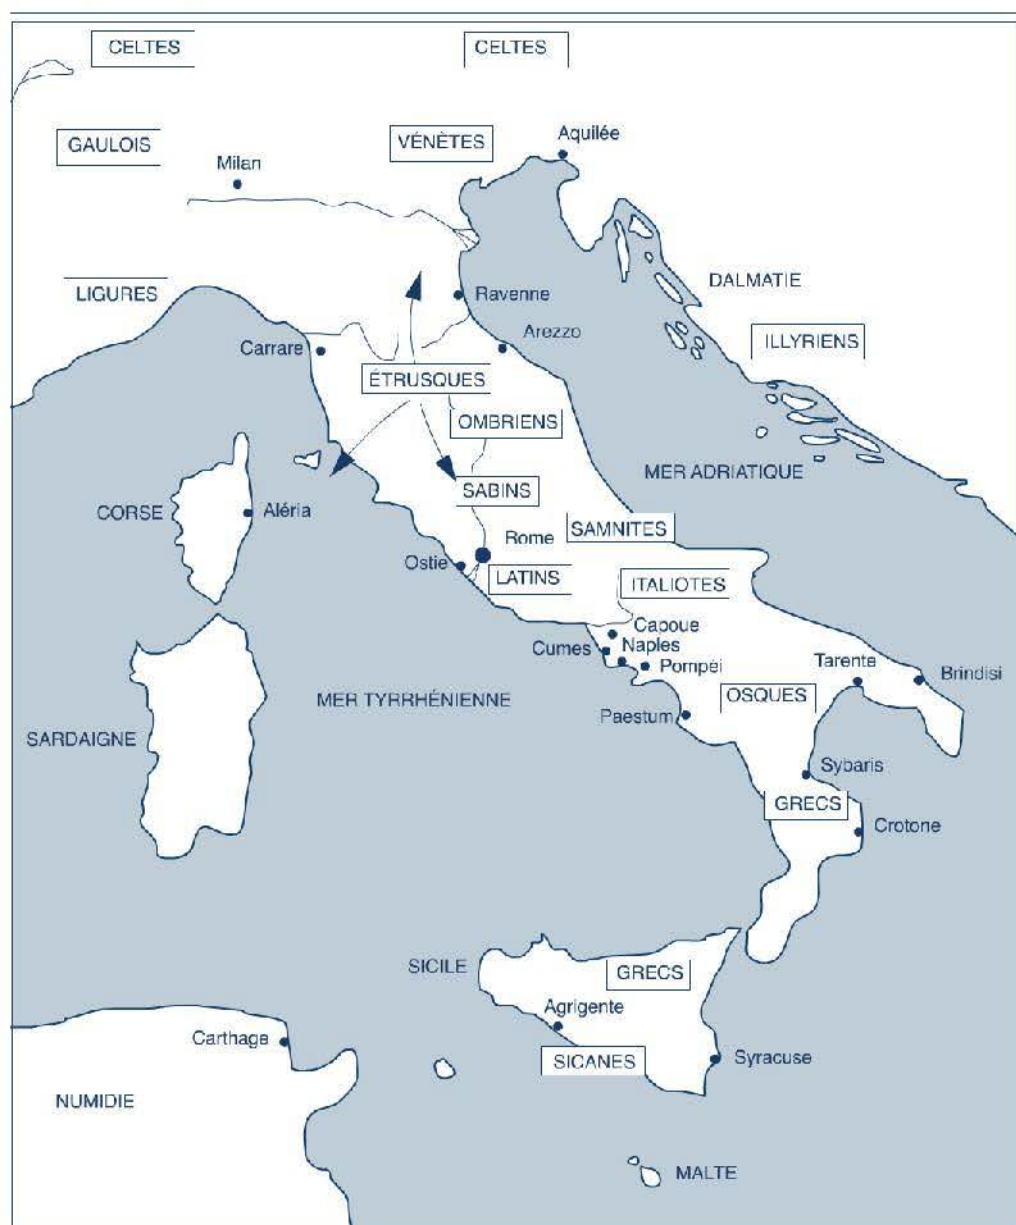 CELTES
CELTES
GAULOIS
VÉNÈTES
Aquilée
Milan
LIGURES
Ravenne
DALMATIE
Carrare
Arezzo
ILLYRIENS
ÉTRUSQUES
OMBRIENS
MER ADRIATIQUE
SABINS
CORSE
Aléria
SAMNITES
Rome
Ostie
LATINS
ITALIOTES
Capoue
Cumes
Naples
Pompéi
Tarente
Brindisi
OSQUES
MER TYRRHÉNIENNE
Paestum
SARDAIGNE
Sybaris
GRECS
Crotone
SICILE
GRECS
Agrigente
Carthage
SICANES
Syracuse
NUMIDIE
MALTE